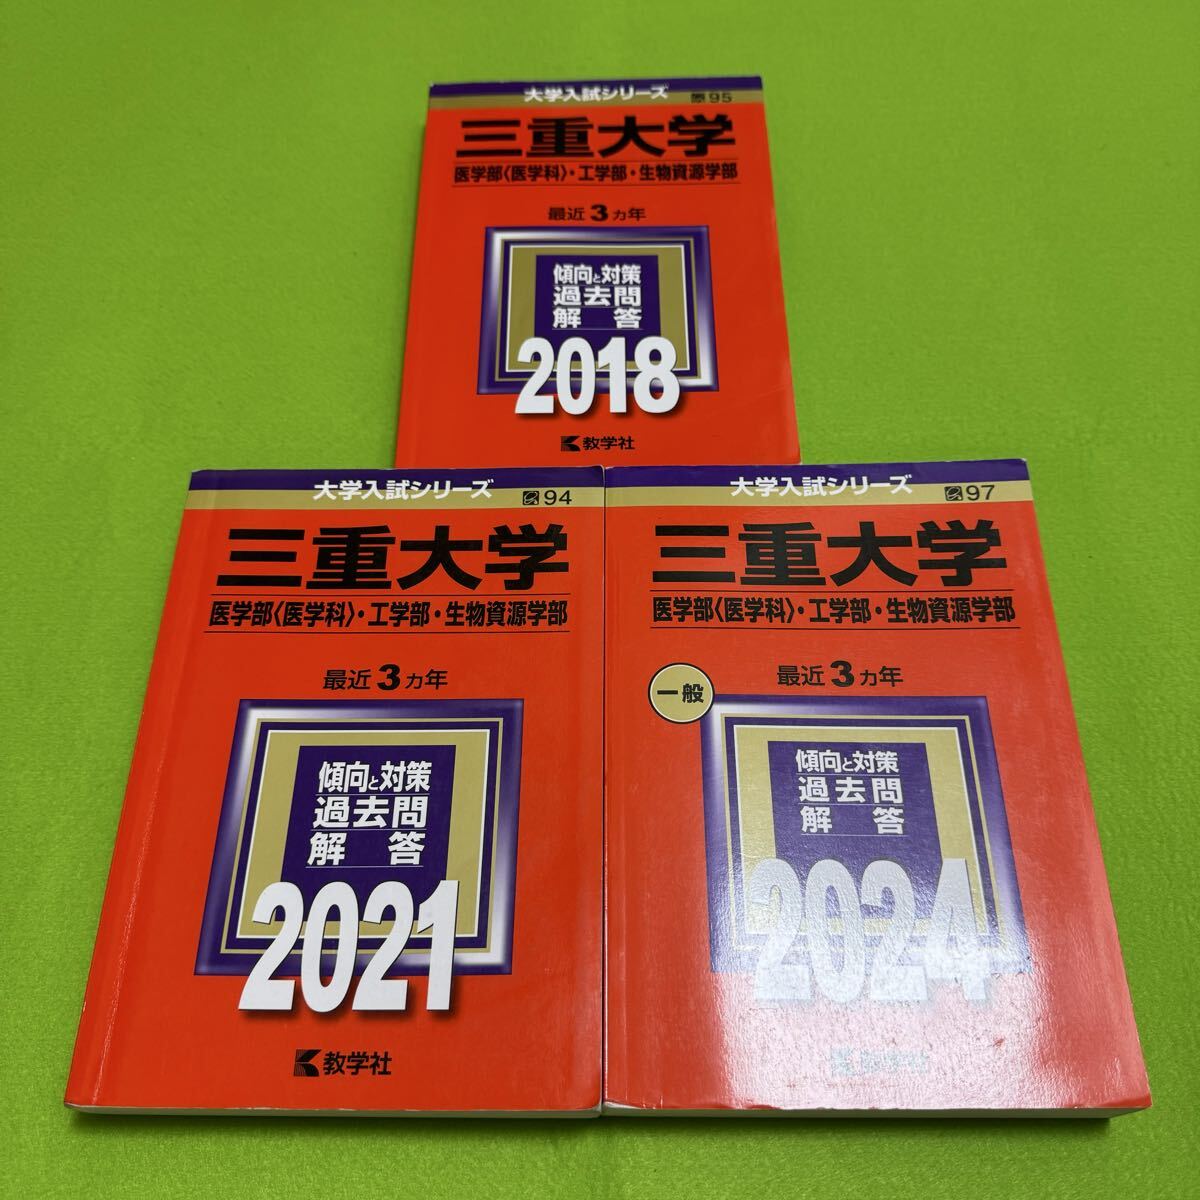 大学入試シリーズ
95
三重大学
医学部〈医学科〉・工学部・生物資源学部
最近3カ年
傾向と対策
過去問
解答
2018
教学社
大学入試シリーズ
94
三重大学
医学部〈医学科〉・工学部・生物資源学部
最近3カ年
傾向と対策
過去問
解答
2021
教学社
大学入試シリーズ
97
三重大学
医学部〈医学科〉・工学部・生物資源学部
一般
最近3カ年
傾向と対策
過去問
解答
2024
教学社